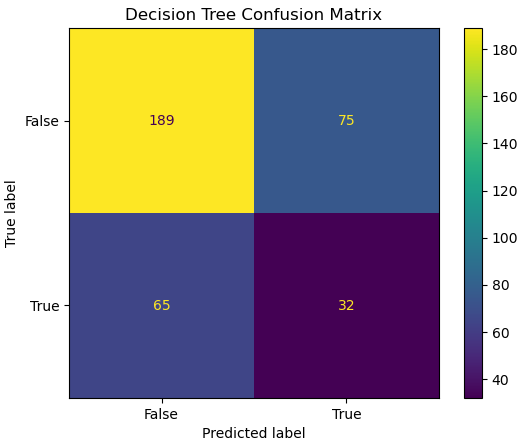 Decision Tree Confusion Matrix
True label
False
189
75
True
65
32
False
True
Predicted label
180
160
140
120
100
80
60
40